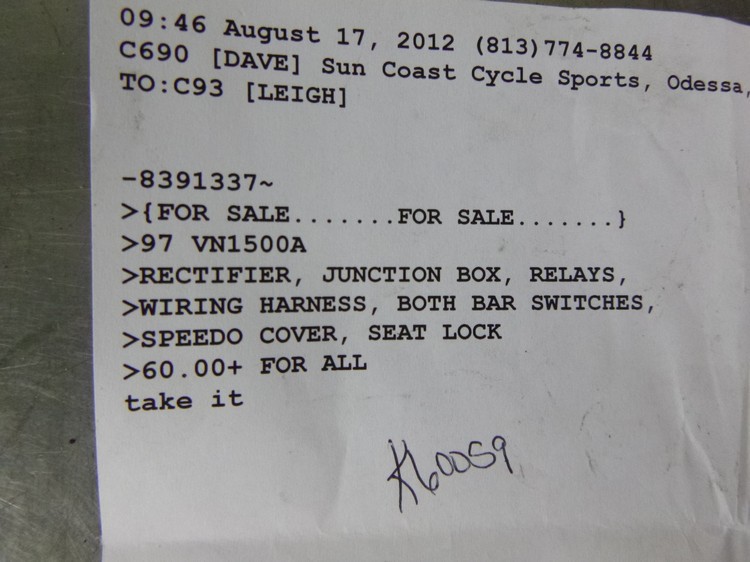 09:46 August 17, 2012 (813)774-8844
C690 [DAVE] Sun Coast Cycle Sports, Odessa,
TO:C93 [LEIGH]
-8391337~
>{FOR SALE.......FOR SALE.......}
>97 VN1500A
>RECTIFIER, JUNCTION BOX, RELAYS,
>WIRING HARNESS, BOTH BAR SWITCHES,
>SPEEDO COVER, SEAT LOCK
>60.00+ FOR ALL
take it
K60059